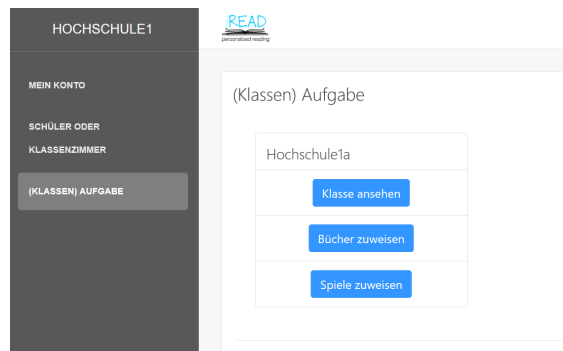 HOCHSCHULE1
MEIN KONTO
SCHÜLER ODER
KLASSENZIMMER
(KLASSEN) AUFGABE
iREAD
personalised reading
(Klassen) Aufgabe
Hochschule1a
Klasse ansehen
Bücher zuweisen
Spiele zuweisen